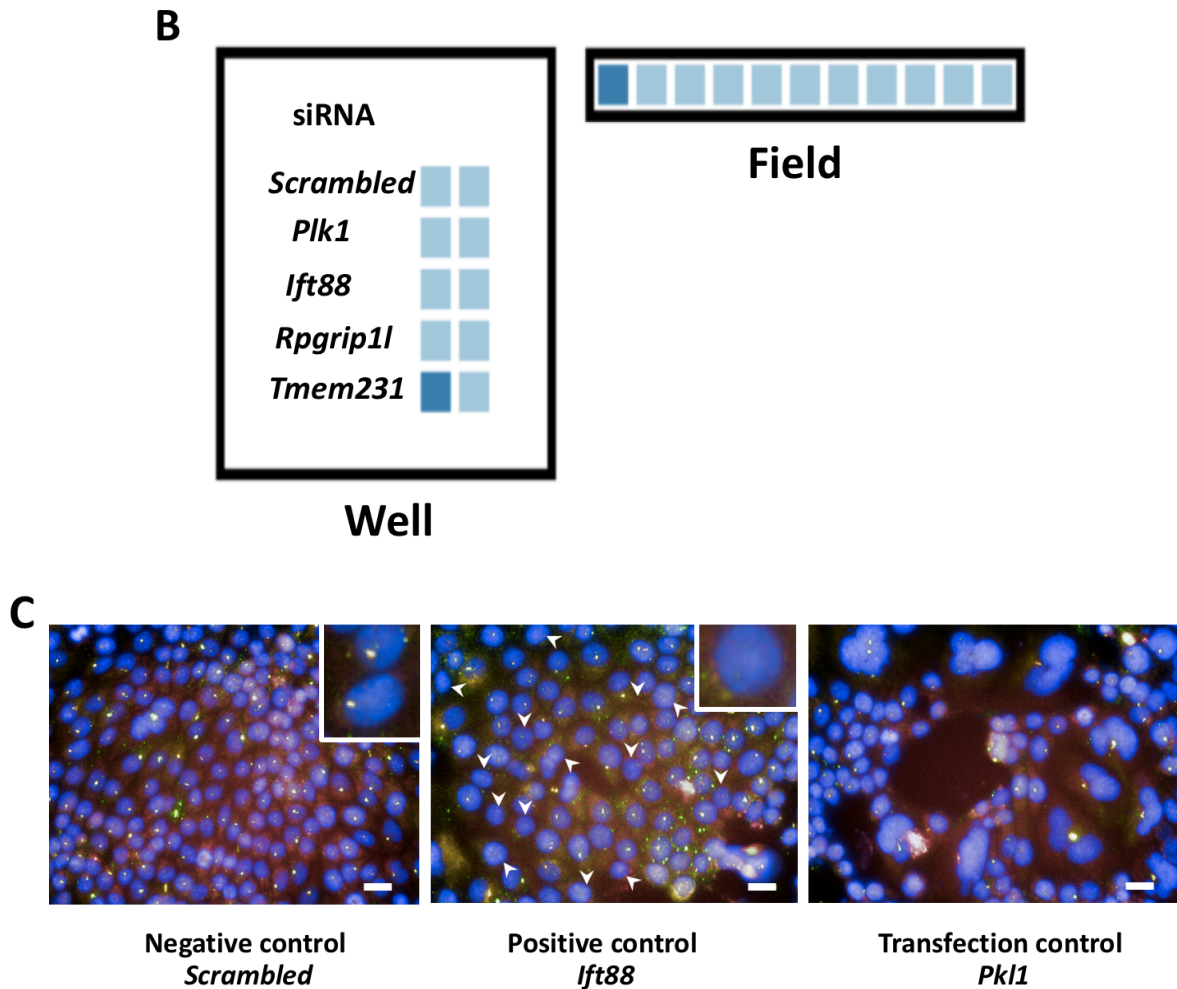 B
siRNA
Scrambled
Plk1
Ift88
Rpgrip1l
Tmem231
Well
Field
C
Negative control
Scrambled
Positive control
Ift88
Transfection control
Pkl1